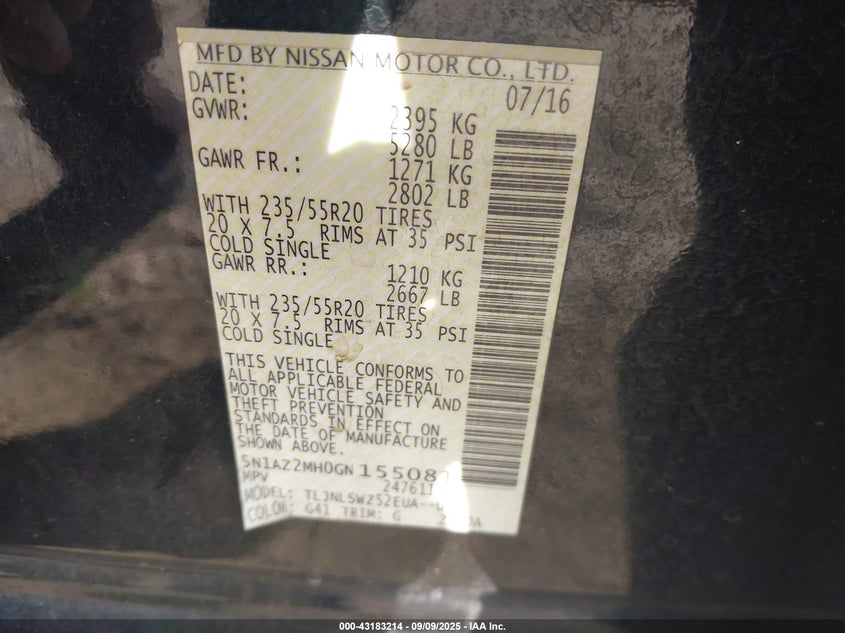 MFD BY NISSAN MOTOR CO., LTD.
DATE: 07/16
GVWR: 2395 KG
5280 LB
GAWR FR.: 1271 KG
2802 LB
WITH 235/55R20 TIRES
20 X 7.5 RIMS AT 35 PSI
COLD SINGLE
GAWR RR.: 1210 KG
2667 LB
WITH 235/55R20 TIRES
20 X 7.5 RIMS AT 35 PSI
COLD SINGLE
THIS VEHICLE CONFORMS TO
ALL APPLICABLE FEDERAL
MOTOR VEHICLE SAFETY AND
THEFT PREVENTION
STANDARDS IN EFFECT ON
THE DATE OF MANUFACTURE
SHOWN ABOVE.
MPV
MODEL:
COLOR: G41 TRIM: G
000-43183214 - 09/09/2025 - IAA Inc.